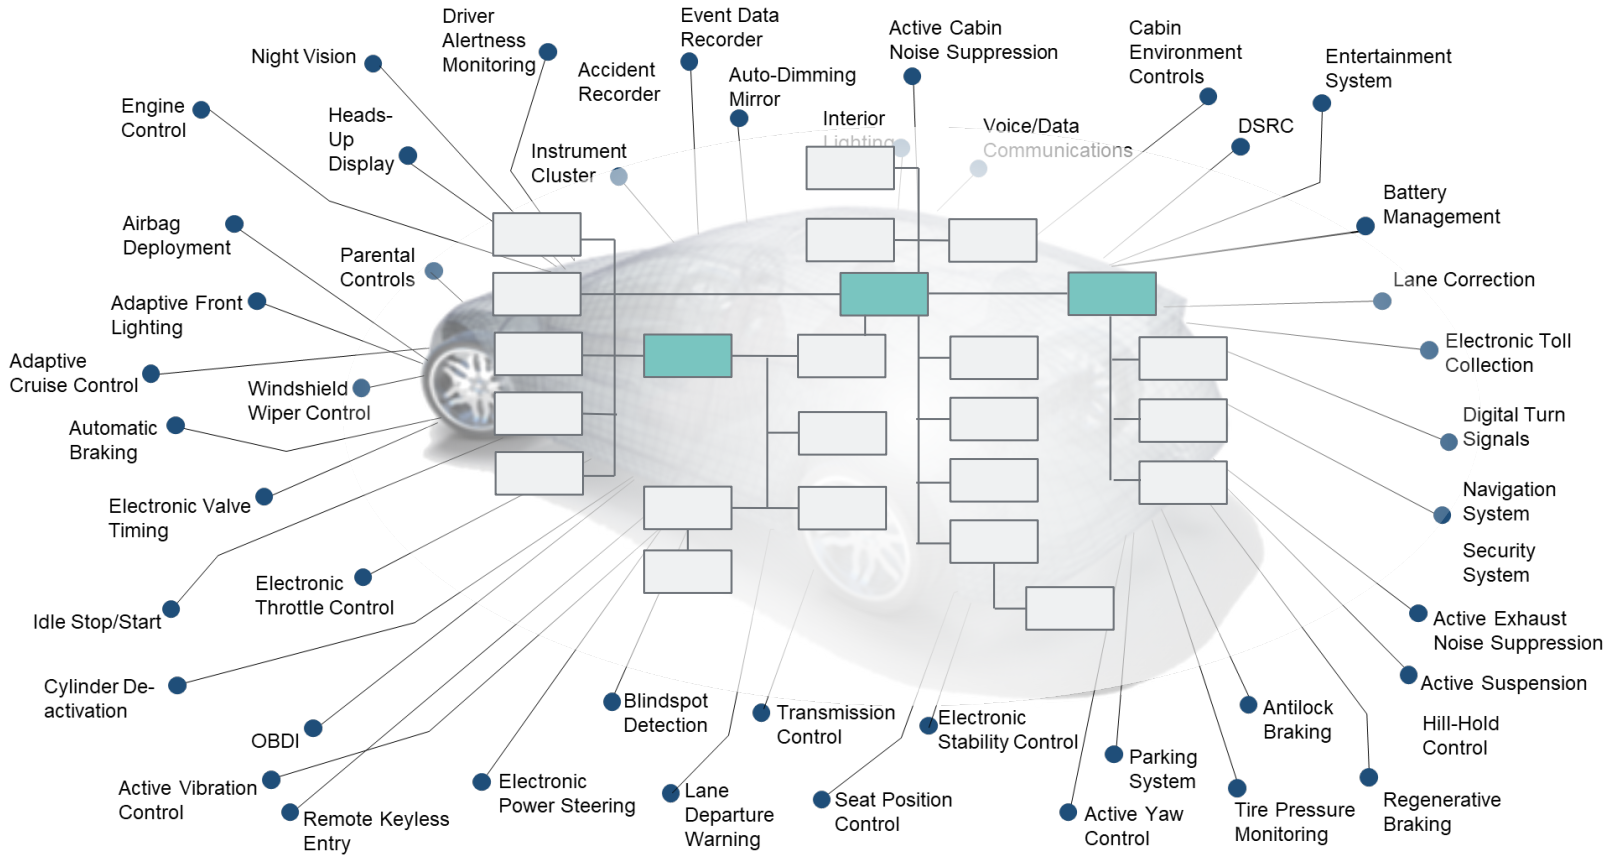 Driver
Alertness
Monitoring
Event Data
Recorder
Active Cabin
Noise Suppression
Cabin
Environment
Controls
Entertainment
System
Night Vision
Accident
Recorder
Auto-Dimming
Mirror
Engine
Control
Heads-
Up
Display
Interior
Lighting
Voice/Data
Communications
DSRC
Instrument
Cluster
Battery
Management
Airbag
Deployment
Parental
Controls
Lane Correction
Adaptive Front
Lighting
Electronic Toll
Collection
Adaptive
Cruise Control
Windshield
Wiper Control
Digital Turn
Signals
Automatic
Braking
Navigation
System
Electronic Valve
Timing
Security
System
Electronic
Throttle Control
Idle Stop/Start
Active Exhaust
Noise Suppression
Cylinder De-
activation
Active Suspension
Blindspot
Detection
Transmission
Control
Electronic
Stability Control
Antilock
Braking
Hill-Hold
Control
OBDI
Parking
System
Active Vibration
Control
Electronic
Power Steering
Lane
Departure
Warning
Seat Position
Control
Remote Keyless
Entry
Active Yaw
Control
Tire Pressure
Monitoring
Regenerative
Braking